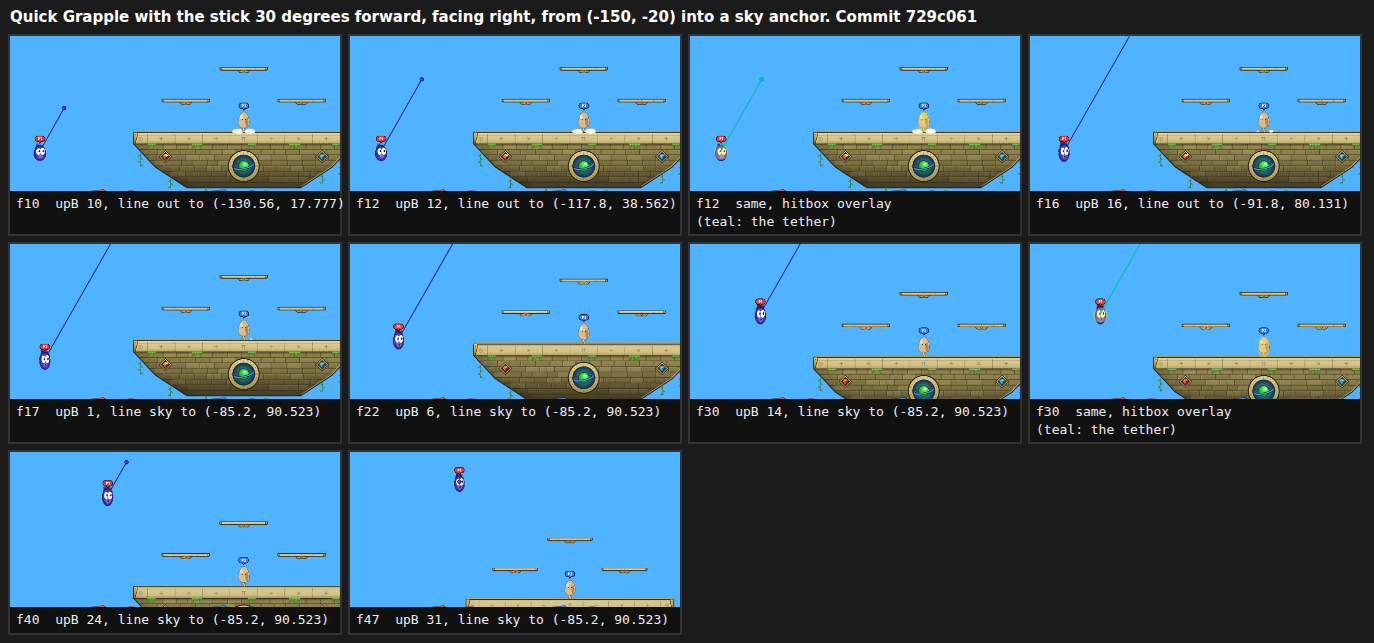 Quick Grapple with the stick 30 degrees forward, facing right, from (-150, -20) into a sky anchor. Commit 729c061
f10  upB 10, line out to (-130.56, 17.777)
f12  upB 12, line out to (-117.8, 38.562)
f12  same, hitbox overlay
(teal: the tether)
f16  upB 16, line out to (-91.8, 80.131)
f17  upB 1, line sky to (-85.2, 90.523)
f22  upB 6, line sky to (-85.2, 90.523)
f30  upB 14, line sky to (-85.2, 90.523)
f30  same, hitbox overlay
(teal: the tether)
f40  upB 24, line sky to (-85.2, 90.523)
f47  upB 31, line sky to (-85.2, 90.523)